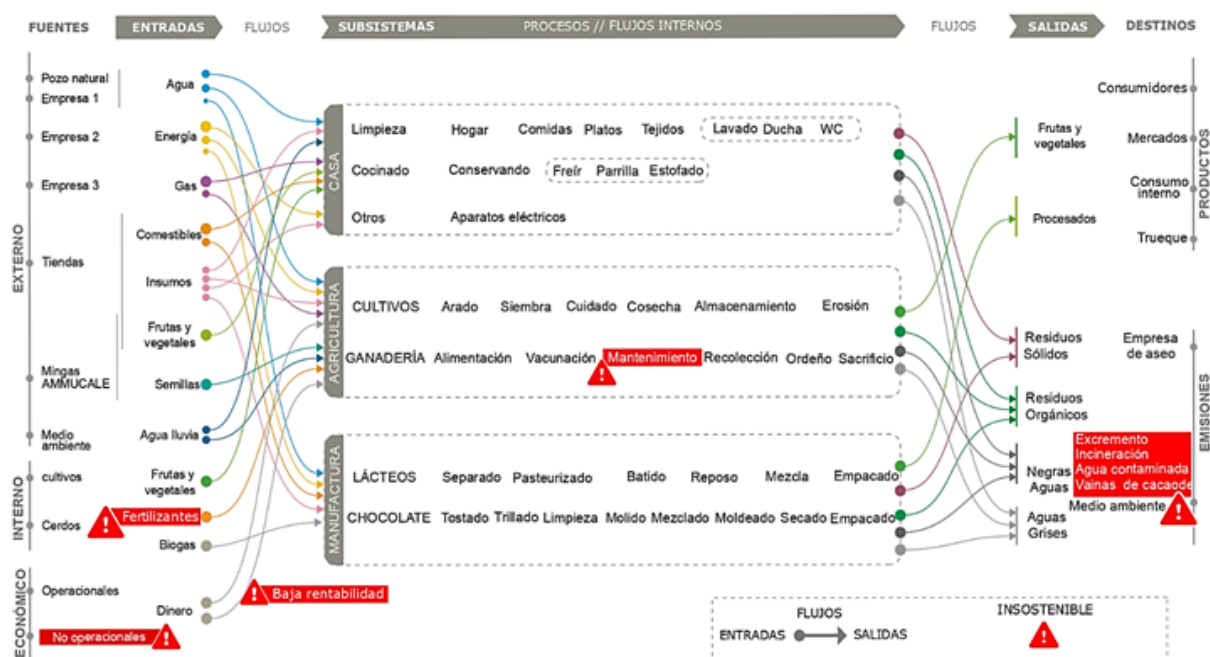 FUENTES
ENTRADAS
FLUJOS
SUBSISTEMAS
PROCESOS // FLUJOS INTERNOS
FLUJOS
SALIDAS
DESTINOS
EXTERNO
Pozo natural
Empresa 1
Empresa 2
Empresa 3
Tiendas
Mingas
AMMUCALE
Medio
ambiente
INTERNO
cultivos
Cerdos
ECONÓMICO
Operacionales
No operacionales
Agua
Energía
Gas
Comestibles
Insumos
Frutas y
vegetales
Semillas
Agua lluvia
Frutas y
vegetales
Fertilizantes
Biogas
Dinero
Baja rentabilidad
CASA
Limpieza Hogar Comidas Platos Tejidos Lavado Ducha WC
Cocinado Conservando Freír Parrilla Estofado
Otros Aparatos eléctricos
AGRICULTURA
CULTIVOS Arado Siembra Cuidado Cosecha Almacenamiento Erosión
GANADERÌA Alimentación Vacunación Mantenimiento Recolección Ordeño Sacrificio
MANUFACTURA
LÁCTEOS Separado Pasteurizado Batido Reposo Mezcla Empacado
CHOCOLATE Tostado Trillado Limpieza Molido Mezclado Moldeado Secado Empacado
Frutas y
vegetales
Procesados
Residuos
Sólidos
Residuos
Orgánicos
Negras
Aguas
Aguas
Grises
Consumidores
Mercados
Consumo
interno
Trueque
PRODUCTOS
Empresa
de aseo
Excremento
Incineración
Agua contaminada
Vainas de cacaode
Medio ambiente
EMISIONES
FLUJOS
ENTRADAS
SALIDAS
INSOSTENIBLE